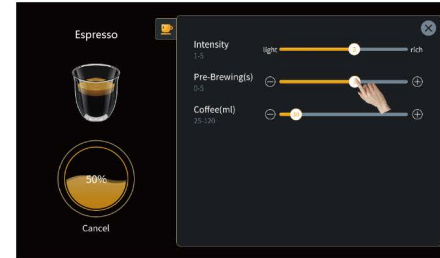 Espresso
50%
Cancel
Intensity
1-5
light
rich
Pre-Brewing(s)
0-5
Coffee(ml)
25-120